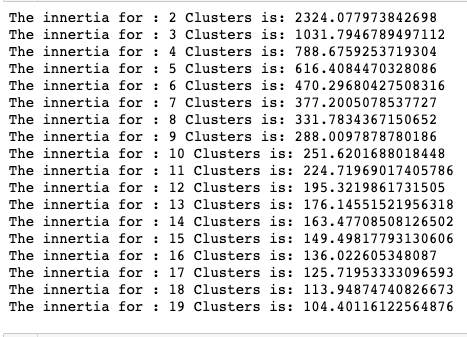 The innertia for : 2 Clusters is: 2324.077973842698
The innertia for : 3 Clusters is: 1031.7946789497112
The innertia for : 4 Clusters is: 788.6759253719304
The innertia for : 5 Clusters is: 616.4084470328086
The innertia for : 6 Clusters is: 470.29680427508316
The innertia for : 7 Clusters is: 377.2005078537727
The innertia for : 8 Clusters is: 331.7834367150652
The innertia for : 9 Clusters is: 288.0097878780186
The innertia for : 10 Clusters is: 251.6201688018448
The innertia for : 11 Clusters is: 224.71969017405786
The innertia for : 12 Clusters is: 195.3219861731505
The innertia for : 13 Clusters is: 176.14551521956318
The innertia for : 14 Clusters is: 163.47708508126502
The innertia for : 15 Clusters is: 149.49817793130606
The innertia for : 16 Clusters is: 136.022605348087
The innertia for : 17 Clusters is: 125.71953333096593
The innertia for : 18 Clusters is: 113.94874740826673
The innertia for : 19 Clusters is: 104.40116122564876